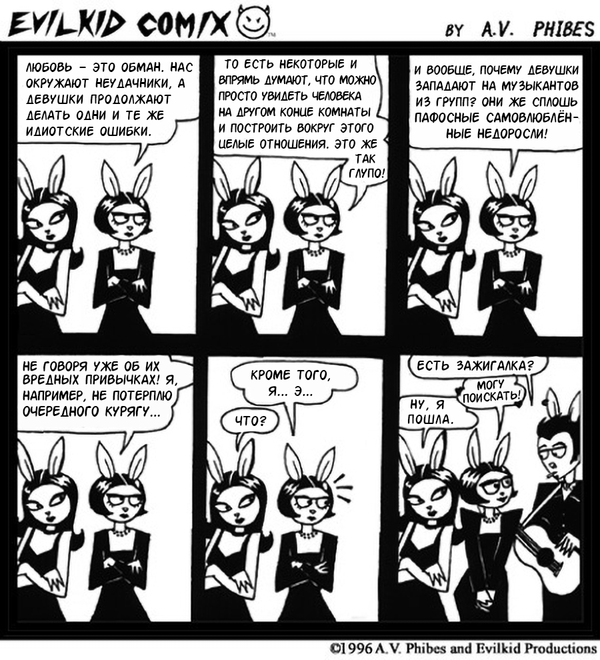 EVILKID COMIX TM
BY A.V. PHIBES
ЛЮБОВЬ – ЭТО ОБМАН. НАС
ОКРУЖАЮТ НЕУДАЧНИКИ, А
ДЕВУШКИ ПРОДОЛЖАЮТ
ДЕЛАТЬ ОДНИ И ТЕ ЖЕ
ИДИОТСКИЕ ОШИБКИ.
ТО ЕСТЬ НЕКОТОРЫЕ И
ВПРЯМЬ ДУМАЮТ, ЧТО МОЖНО
ПРОСТО УВИДЕТЬ ЧЕЛОВЕКА
НА ДРУГОМ КОНЦЕ КОМНАТЫ
И ПОСТРОИТЬ ВОКРУГ ЭТОГО
ЦЕЛЫЕ ОТНОШЕНИЯ. ЭТО ЖЕ
ТАК
ГЛУПО!
И ВООБЩЕ, ПОЧЕМУ ДЕВУШКИ
ЗАПАДАЮТ НА МУЗЫКАНТОВ
ИЗ ГРУПП? ОНИ ЖЕ СПЛОШЬ
ПАФОСНЫЕ САМОВЛЮБЛЁН-
НЫЕ НЕДОРОСЛИ!
НЕ ГОВОРЯ УЖЕ ОБ ИХ
ВРЕДНЫХ ПРИВЫЧКАХ! Я,
НАПРИМЕР, НЕ ПОТЕРПЛЮ
ОЧЕРЕДНОГО КУРЯГУ...
КРОМЕ ТОГО,
Я... Э...
ЧТО?
ЕСТЬ ЗАЖИГАЛКА?
МОГУ
ПОИСКАТЬ!
НУ, Я
ПОШЛА.
©1996 A.V. Phibes and Evilkid Productions